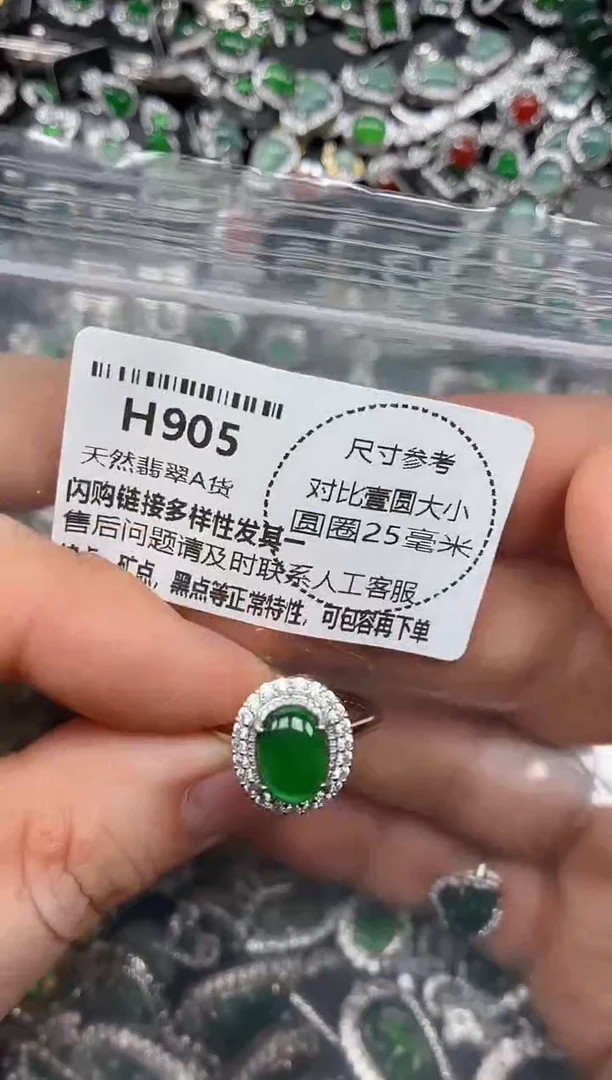 H905
天然翡翠A货
闪购链接多样性发其一
售后问题请及时联系人工客服
矿点，黑点等正常特性，可包容再下单
尺寸参考
对比壹圆大小
圆圈25毫米